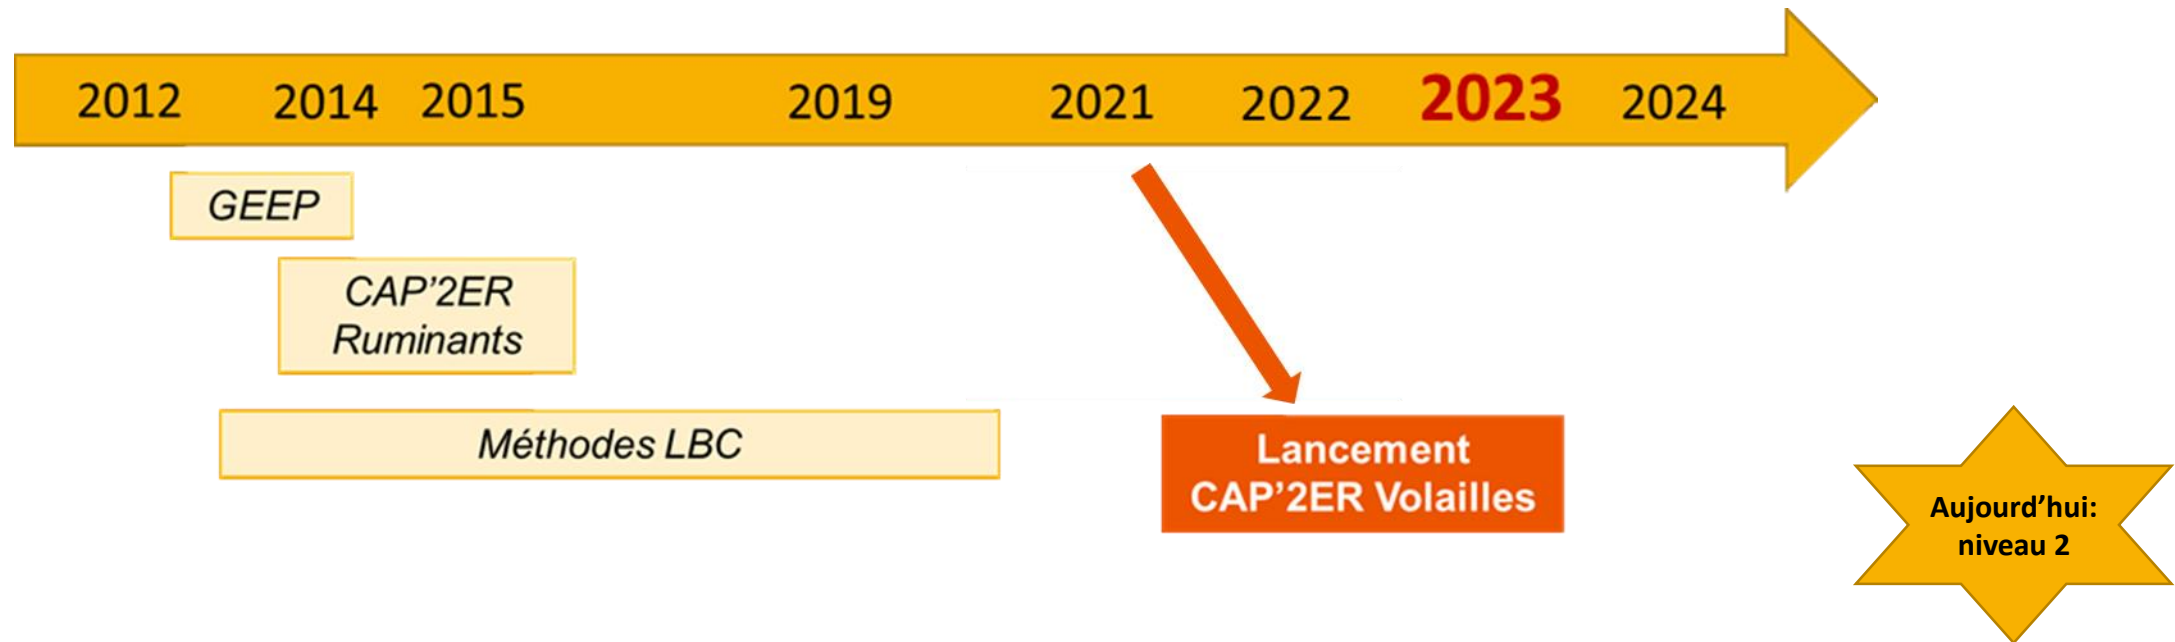 2012 2014 2015 2019 2021 2022 2023 2024
GEEP
CAP’2ER
Ruminants
Méthodes LBC
Lancement
CAP’2ER Volailles
Aujourd’hui:
niveau 2